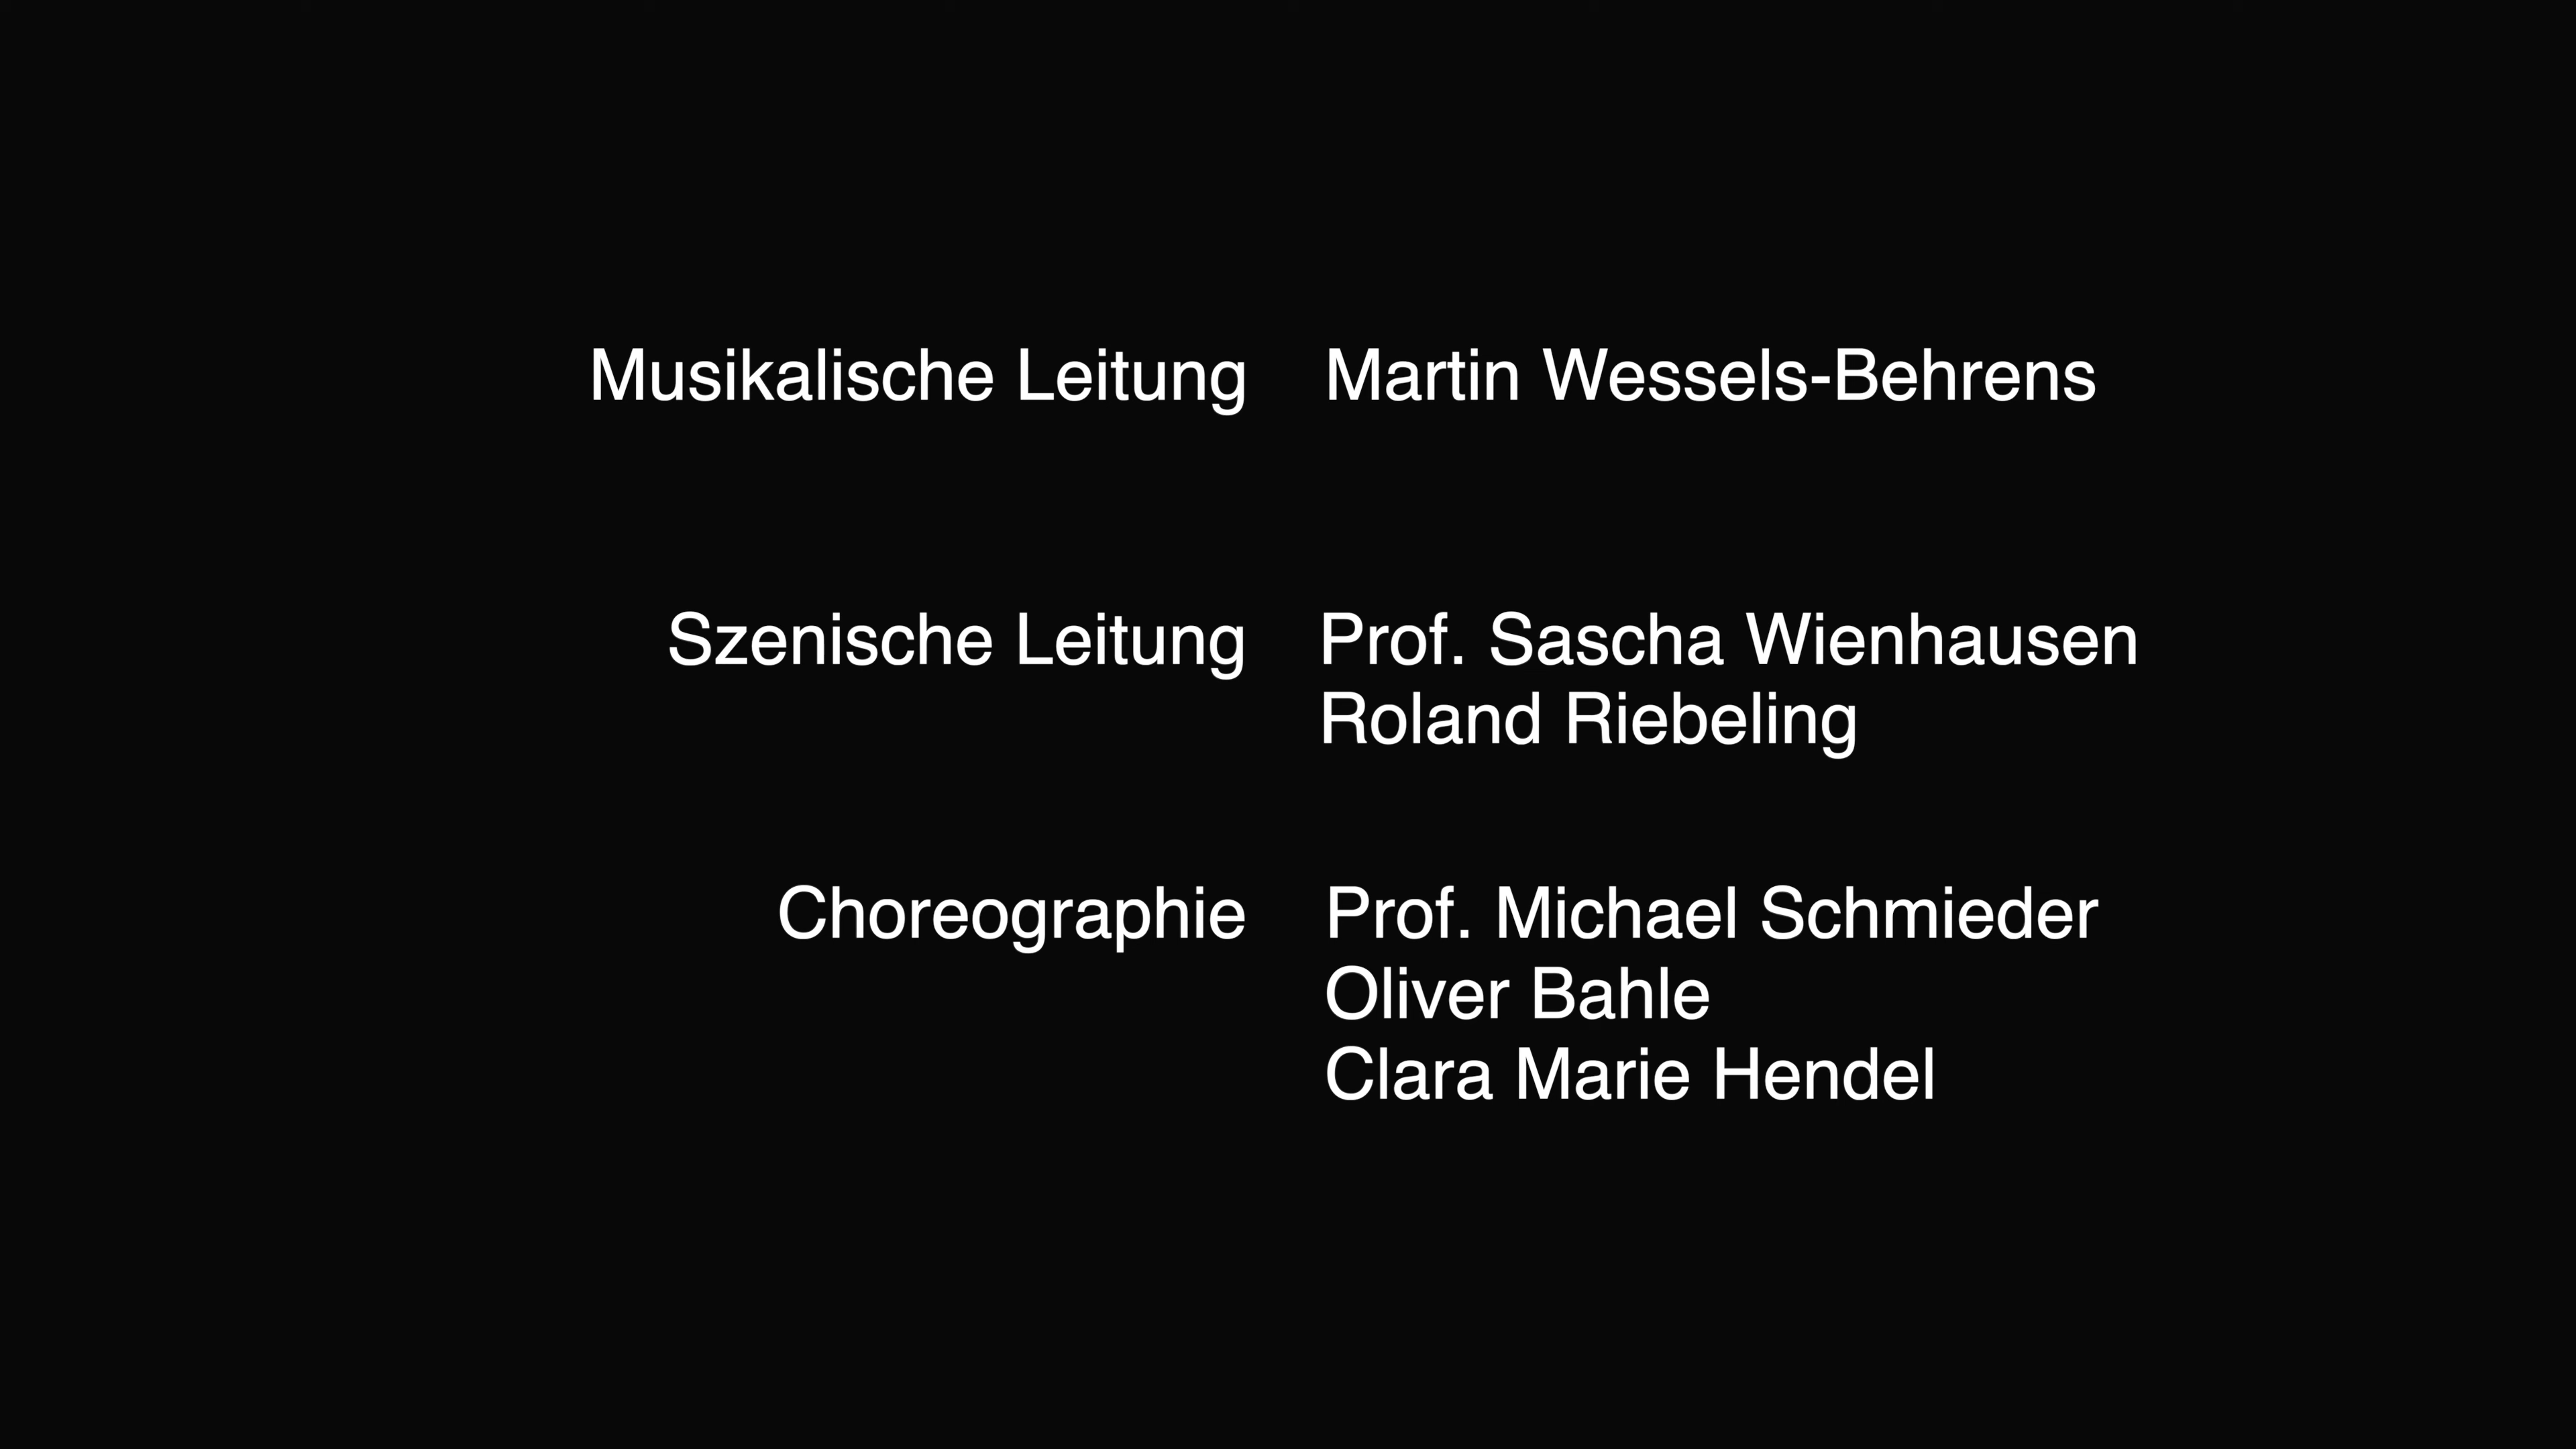 Musikalische Leitung Martin Wessels-Behrens
Szenische Leitung Prof. Sascha Wienhausen
Roland Riebeling
Choreographie Prof. Michael Schmieder
Oliver Bahle
Clara Marie Hendel